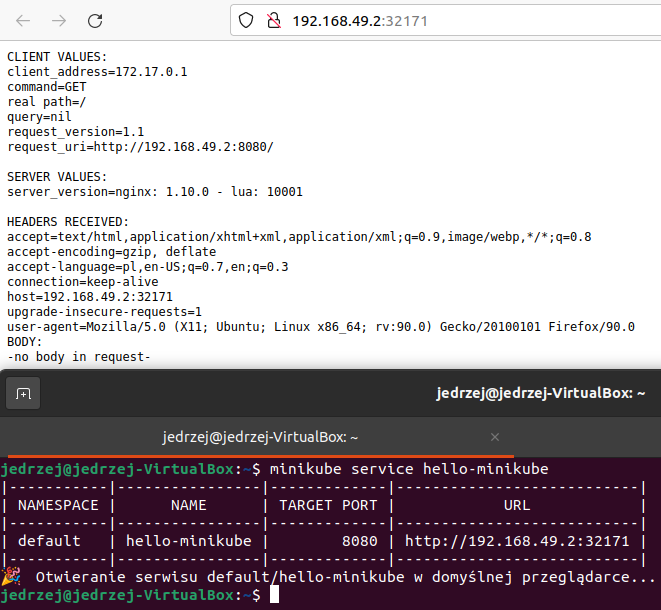 192.168.49.2:32171
CLIENT VALUES:
client_address=172.17.0.1
command=GET
real path=/
query=nil
request_version=1.1
request_uri=http://192.168.49.2:8080/
SERVER VALUES:
server_version=nginx: 1.10.0 - lua: 10001
HEADERS RECEIVED:
accept=text/html,application/xhtml+xml,application/xml;q=0.9,image/webp,*/*;q=0.8
accept-encoding=gzip, deflate
accept-language=pl,en-US;q=0.7,en;q=0.3
connection=keep-alive
host=192.168.49.2:32171
upgrade-insecure-requests=1
user-agent=Mozilla/5.0 (X11; Ubuntu; Linux x86_64; rv:90.0) Gecko/20100101 Firefox/90.0
BODY:
-no body in request-
jedrzej@jedrzej-VirtualBox: ~
jedrzej@jedrzej-VirtualBox: ~
jedrzej@jedrzej-VirtualBox:~$ minikube service hello-minikube
|-----------|----------------|-------------|---------------------------|
| NAMESPACE |      NAME      | TARGET PORT |            URL            |
|-----------|----------------|-------------|---------------------------|
| default   | hello-minikube |        8080 | http://192.168.49.2:32171 |
|-----------|----------------|-------------|---------------------------|
🎉  Otwieranie serwisu default/hello-minikube w domyślnej przeglądarce...
jedrzej@jedrzej-VirtualBox:~$